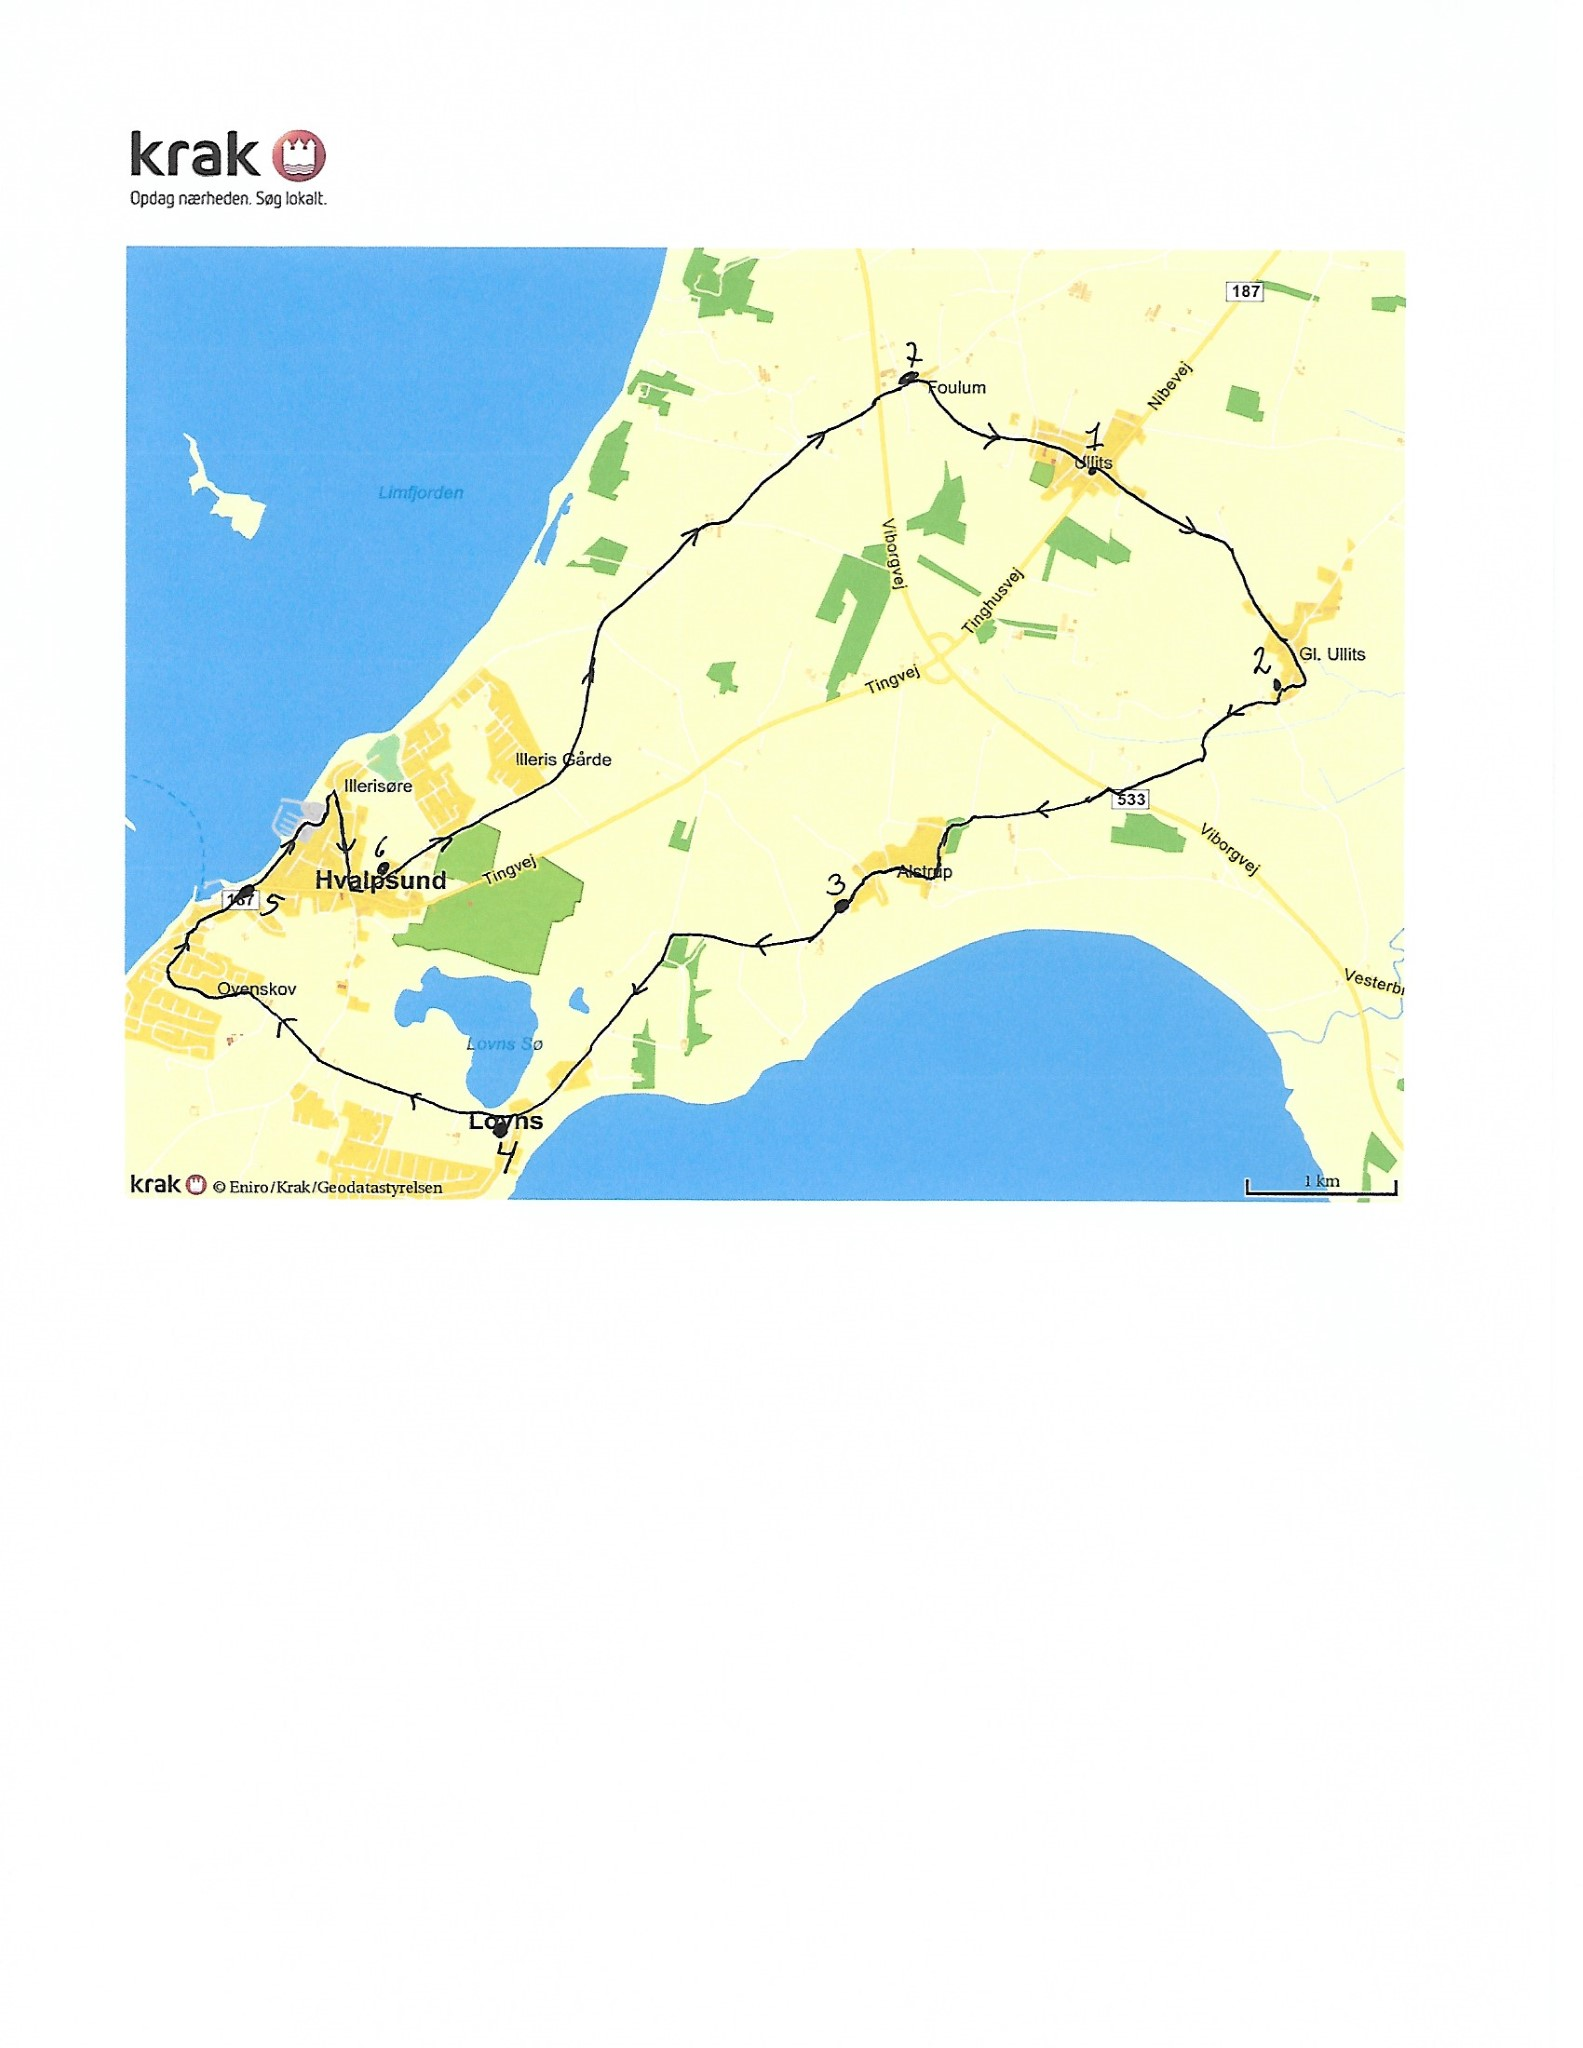 krak
Opdag nærheden. Søg lokalt.
187
Nibevej
7
Foulum
1
Ullits
Limfjorden
Viborgvej
Tinghusvej
2
Gl. Ullits
Tingvej
Illeris Gårde
Illerisøre
533
6
Hvalpsund
Tingvej
Viborgvej
Alstrup
3
187
5
Vesterbr
Ovenskov
Lovns Sø
Lovns
4
krak © Eniro/Krak/Geodatastyrelsen
1 km